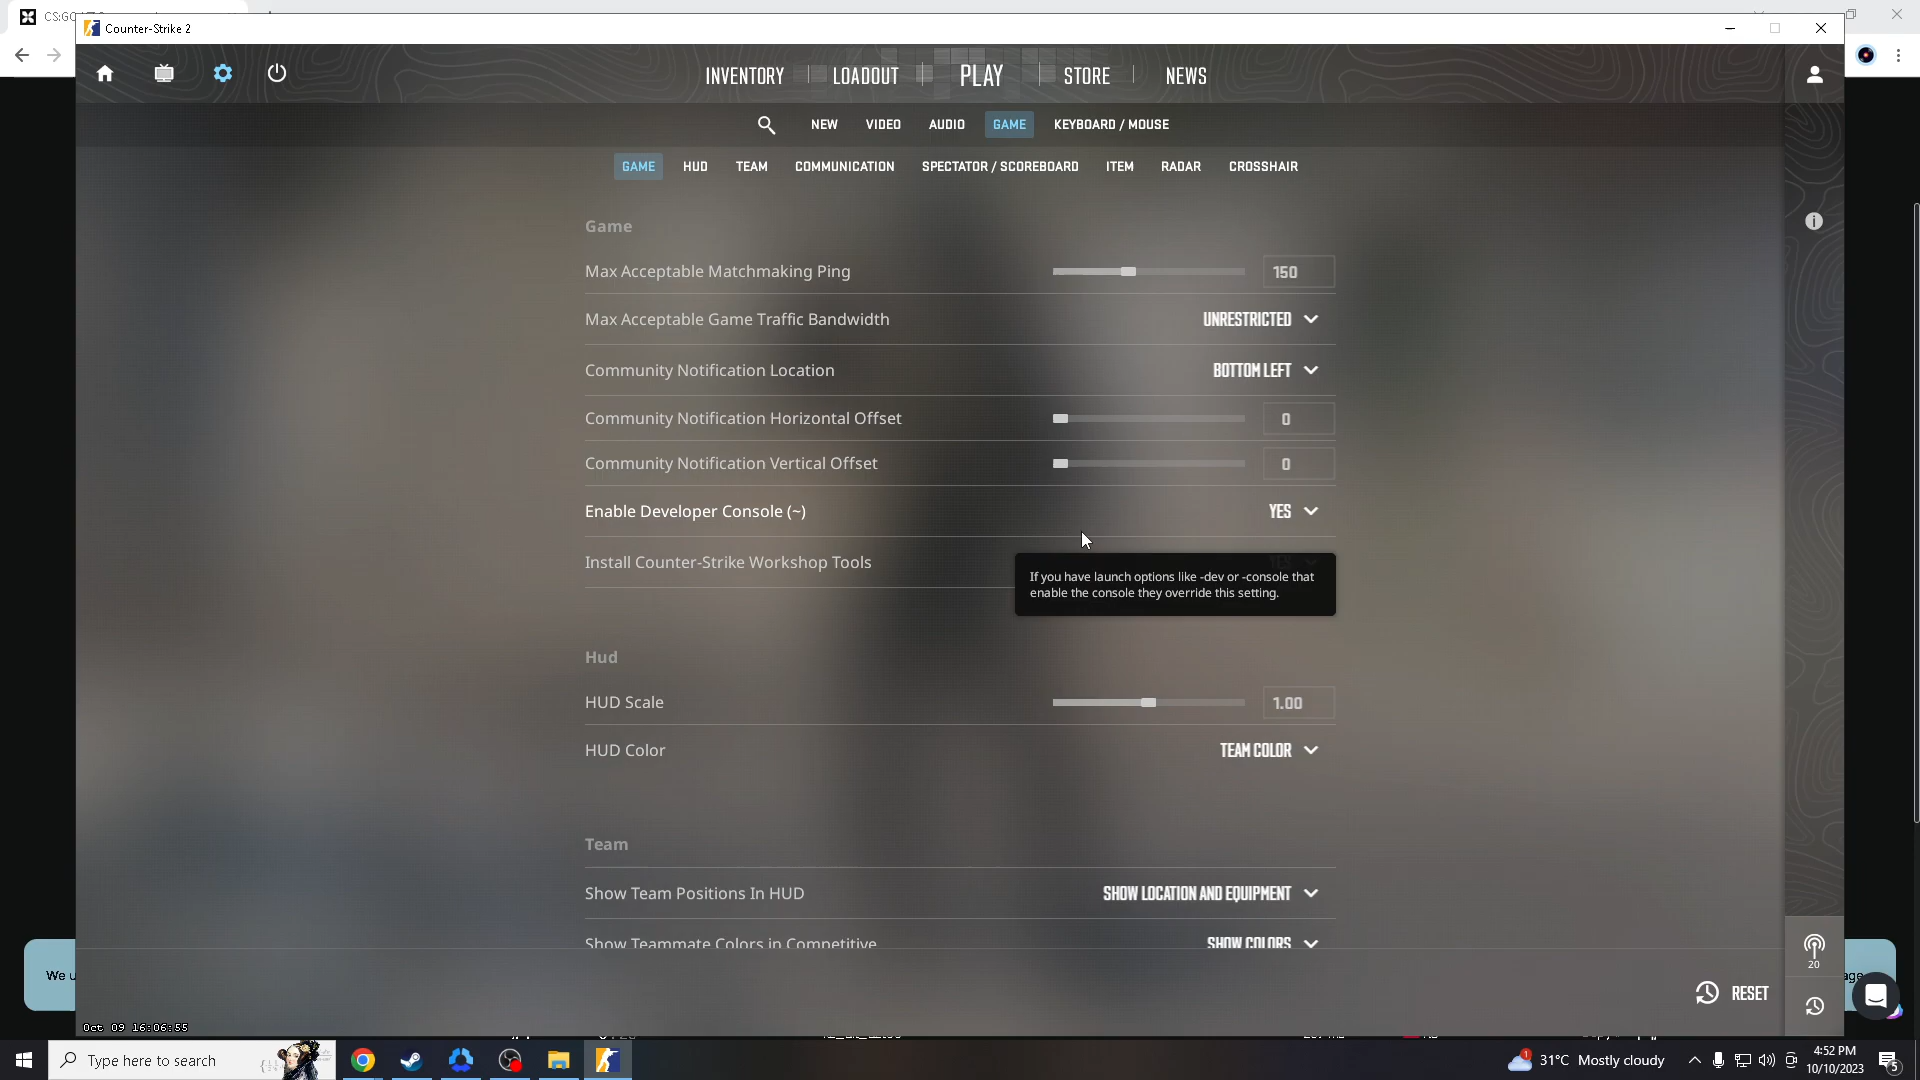 CS:GO
Counter-Strike 2
INVENTORY LOADOUT PLAY STORE NEWS
NEW VIDEO AUDIO GAME KEYBOARD / MOUSE
GAME HUD TEAM COMMUNICATION SPECTATOR / SCOREBOARD ITEM RADAR CROSSHAIR
Game
Max Acceptable Matchmaking Ping 150
Max Acceptable Game Traffic Bandwidth UNRESTRICTED
Community Notification Location BOTTOM LEFT
Community Notification Horizontal Offset 0
Community Notification Vertical Offset 0
Enable Developer Console (~) YES
Install Counter-Strike Workshop Tools
If you have launch options like -dev or -console that
enable the console they override this setting.
Hud
HUD Scale 1.00
HUD Color TEAM COLOR
Team
Show Team Positions In HUD SHOW LOCATION AND EQUIPMENT
Show Teammate Colors in Competitive SHOW COLORS
20
We u
RESET
Oct 09 16:06:55
Type here to search
1 31°C Mostly cloudy
4:52 PM
10/10/2023
5